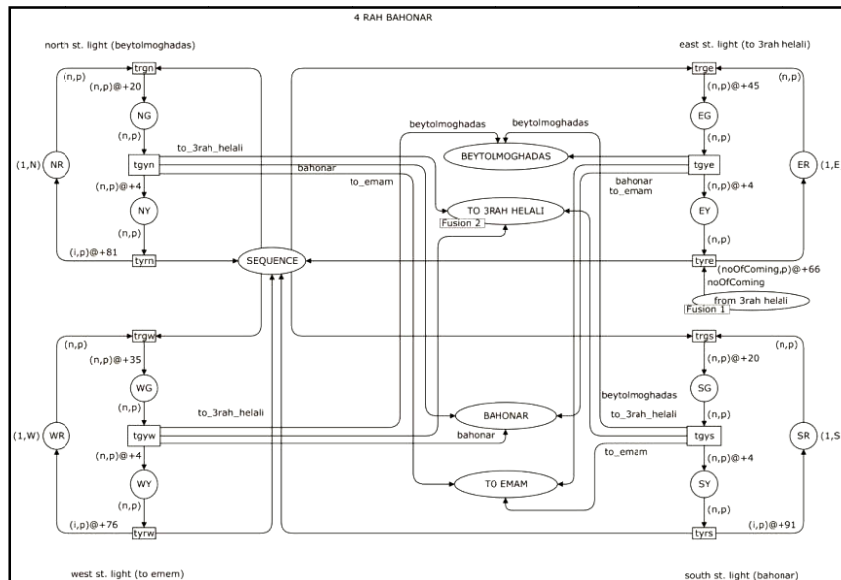 4 RAH BAHONAR
north st. light (beytolmoghadas)
east st. light (to 3rah helali)
trgn
trge
(n,p)
(n,p)@+20
(n,p)@+45
(n,p)
NG
EG
beytolmoghadas
beytolmoghadas
(n,p)
(n,p)
to_3rah_helali
BEYTOLMOGHADAS
(1,N)
NR
tgyn
tgye
ER
(1,E
bahonar
to_emam
bahonar
to_emam
(n,p)@+4
(n,p)@+4
NY
EY
TO 3RAH HELALI
Fusion 2
(n,p)
(n,p)
(i,p)@+81
tyrn
SEQUENCE
tyre
(noOfComing,p)@+66
noOfComing
from 3rah helali
Fusion 1
trgw
trgs
(n,p)
(n,p)@+35
(n,p)@+20
(n,p)
WG
SG
beytolmoghadas
(n,p)
(n,p)
to_3rah_helali
BAHONAR
to_3rah_helali
(1,W)
WR
tgyw
bahonar
tgys
SR
(1,S
to_emam
(n,p)@+4
(n,p)@+4
WY
TO EMAM
SY
(n,p)
(n,p)
(i,p)@+76
tyrw
tyrs
(i,p)@+91
west st. light (to emem)
south st. light (bahonar)